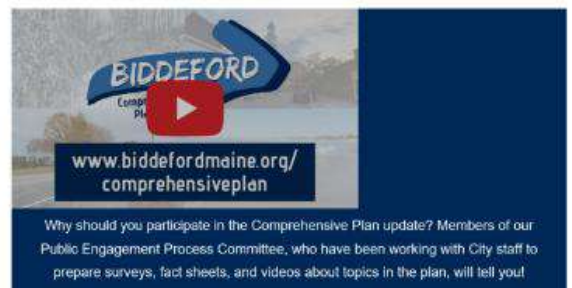 BIDDEFORD
www.biddefordmaine.org/
comprehensiveplan
Why should you participate in the Comprehensive Plan update? Members of our
Public Engagement Process Committee, who have been working with City staff to
prepare surveys, fact sheets, and videos about topics in the plan, will tell you!